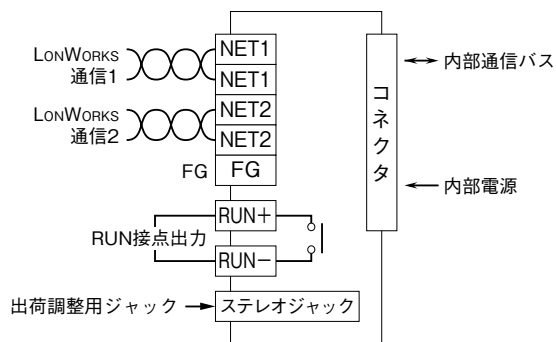 LONWORKS
通信1
NET1
NET1
LONWORKS
通信2
NET2
NET2
FG
FG
RUN+
RUN接点出力
RUN−
出荷調整用ジャック
ステレオジャック
コネクタ
内部通信バス
内部電源